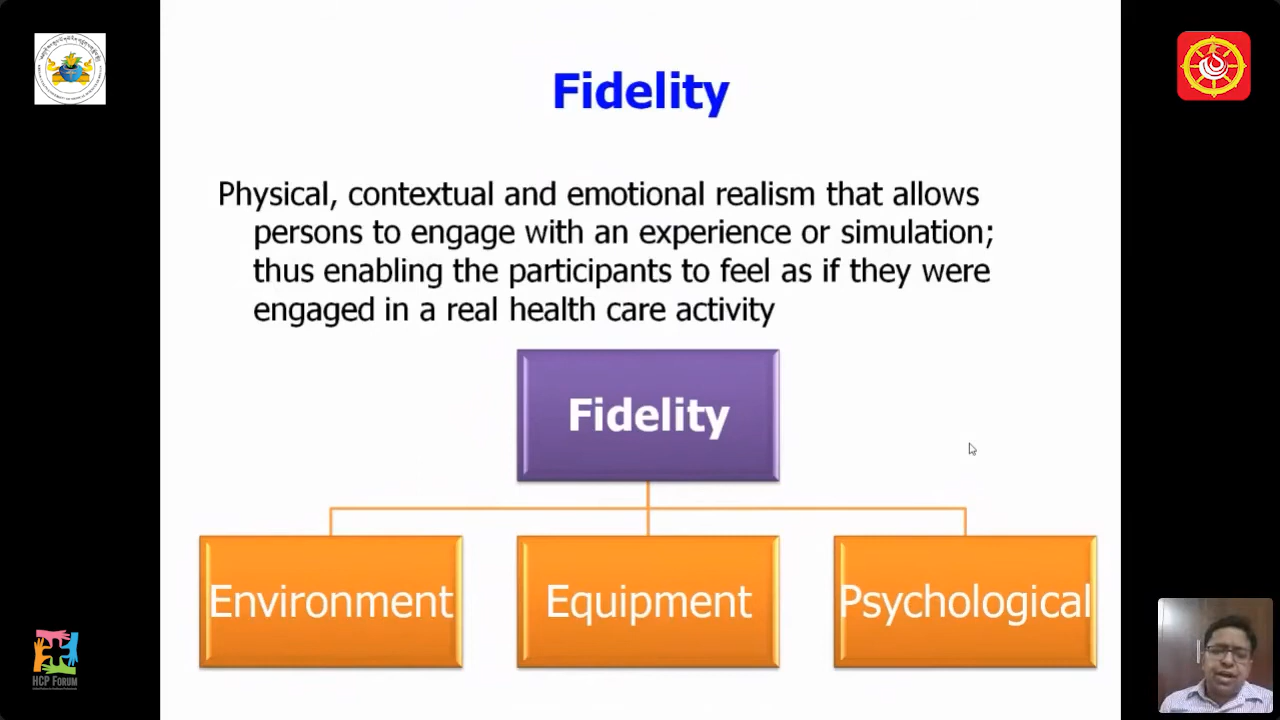 Fidelity
Physical, contextual and emotional realism that allows
persons to engage with an experience or simulation;
thus enabling the participants to feel as if they were
engaged in a real health care activity
Fidelity
Environment
Equipment
Psychological
HCP FORUM